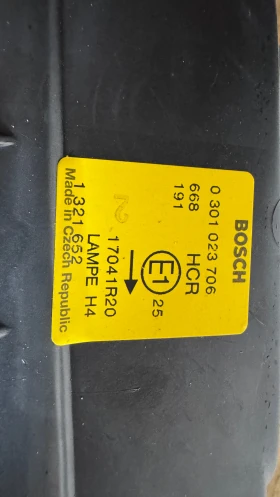 BOSCH
0 301 023 706
668 HCR
191
E1 25
12 17041R20
LAMPE H4
1 321 652
Made in Czech Republic